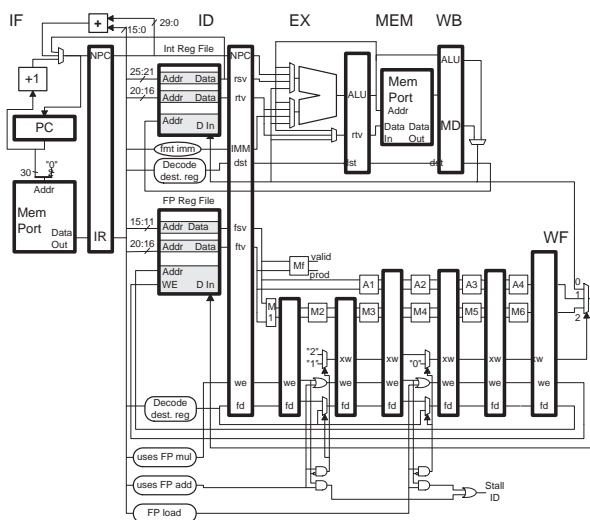 IF ID EX MEM WB
+ 29:0
15:0
Int Reg File
NPC NPC ALU
+1
25:21 Addr Data rsv
20:16 Addr Data rtv
Addr D In
PC
ALU Mem Port Addr
rtv Data In Data Out MD
fmt imm IMM
Decode dest. reg dst dst dst
30 "0"
Addr
Mem Port
Data Out
IR
FP Reg File
15:11 Addr Data fsv
20:16 Addr Data ftv
Addr
WE D In
WF
Mf valid
prod
A1 A2 A3 A4
0
1
2
M1 M2 M3 M4 M5 M6
"2"
"1" xw "0" xw xw
we we we we we we
Decode dest. reg fd fd fd fd fd fd
uses FP mul
uses FP add
FP load
Stall ID